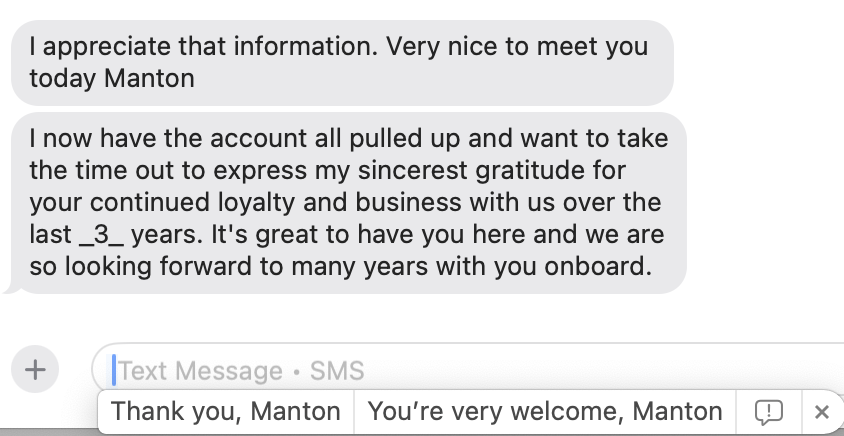 I appreciate that information. Very nice to meet you
today Manton
I now have the account all pulled up and want to take
the time out to express my sincerest gratitude for
your continued loyalty and business with us over the
last _3_ years. It's great to have you here and we are
so looking forward to many years with you onboard.
Text Message • SMS
Thank you, Manton You’re very welcome, Manton